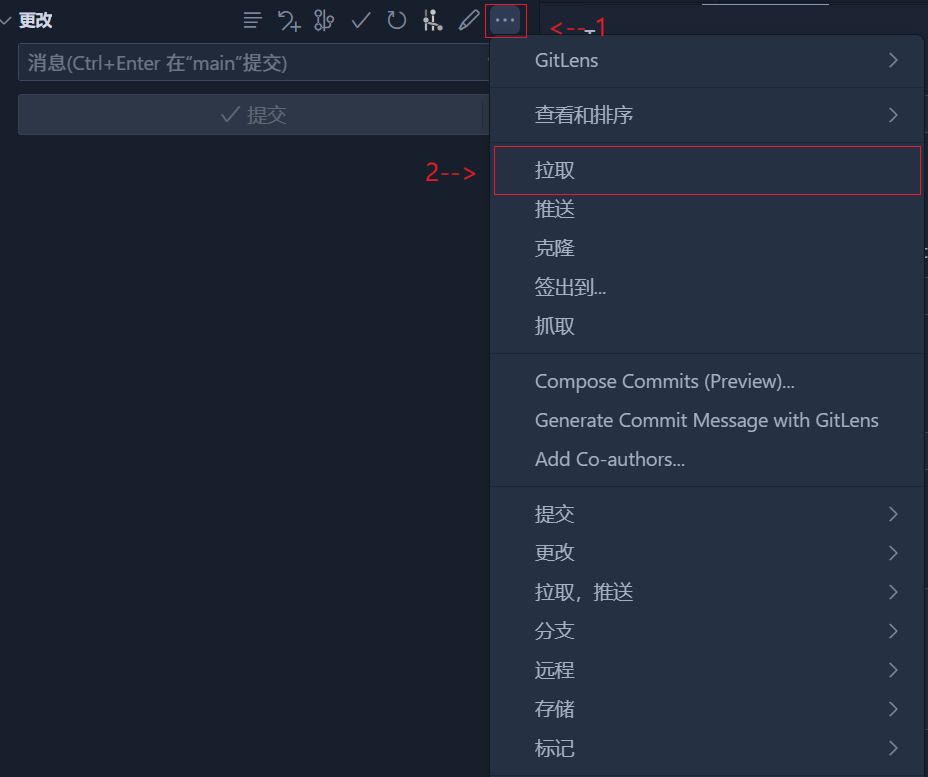 更改
<--1
消息(Ctrl+Enter 在“main”提交)
提交
2-->
GitLens
查看和排序
拉取
推送
克隆
签出到...
抓取
Compose Commits (Preview)...
Generate Commit Message with GitLens
Add Co-authors...
提交
更改
拉取，推送
分支
远程
存储
标记